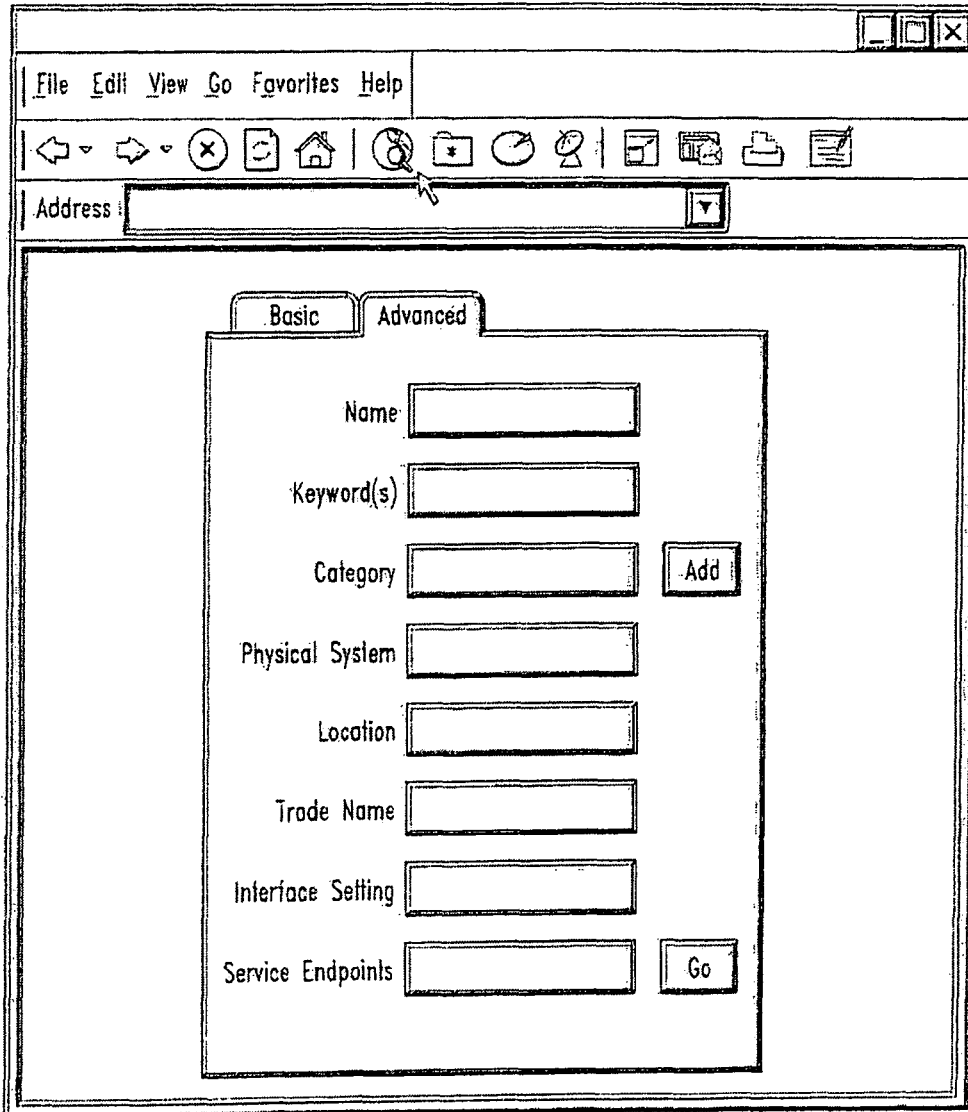 File Edit View Go Favorites Help
Address
Basic Advanced
Name
Keyword(s)
Category Add
Physical System
Location
Trade Name
Interface Setting
Service Endpoints Go